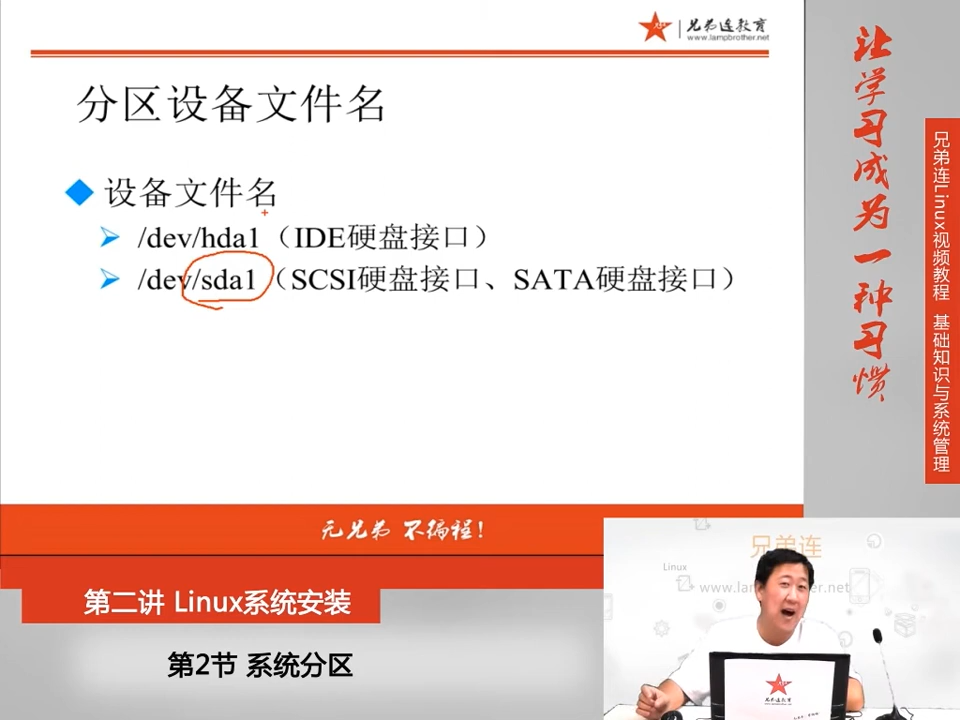 兄弟连教育
www.lampbrother.net
分区设备文件名
设备文件名
/dev/hda1（IDE硬盘接口）
/dev/sda1（SCSI硬盘接口、SATA硬盘接口）
无兄弟 不编程！
第二讲 Linux系统安装
第2节 系统分区
让学习成为一种习惯
兄弟连Linux视频教程 基础知识与系统管理
兄弟连
Linux